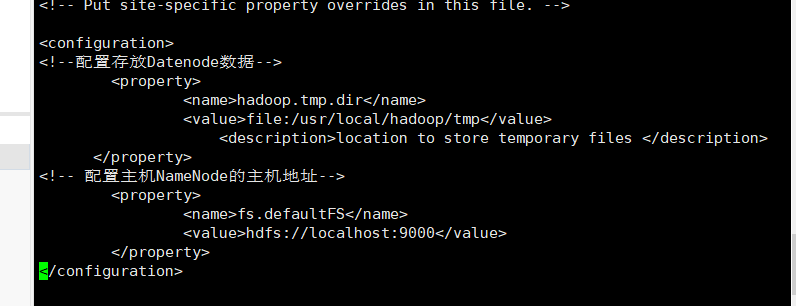 <!-- Put site-specific property overrides in this file. -->
<configuration>
<!--配置存放Datenode数据-->
<property>
<name>hadoop.tmp.dir</name>
<value>file:/usr/local/hadoop/tmp</value>
<description>location to store temporary files </description>
</property>
<!-- 配置主机NameNode的主机地址-->
<property>
<name>fs.defaultFS</name>
<value>hdfs://localhost:9000</value>
</property>
</configuration>